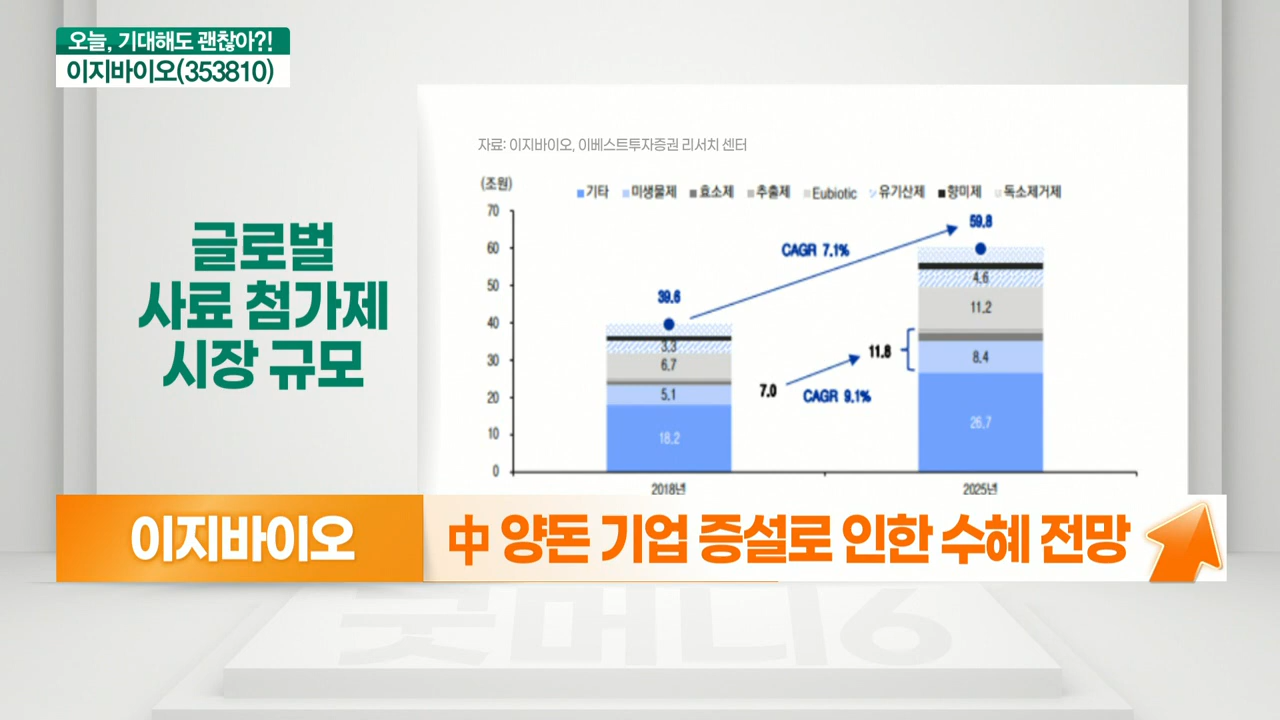 오늘, 기대해도 괜찮아?!
이지바이오(353810)
글로벌
사료 첨가제
시장 규모
자료: 이지바이오, 이베스트투자증권 리서치 센터
(조원)
기타 미생물제 효소제 추출제 Eubiotic 유기산제 향미제 독소제거제
70
60
50
40
30
20
10
0
39.6
3.3
6.7
5.1
18.2
CAGR 7.1%
7.0
CAGR 9.1%
11.8
59.8
4.6
11.2
8.4
26.7
2018년
2025년
이지바이오
中 양돈 기업 증설로 인한 수혜 전망
굿머니6